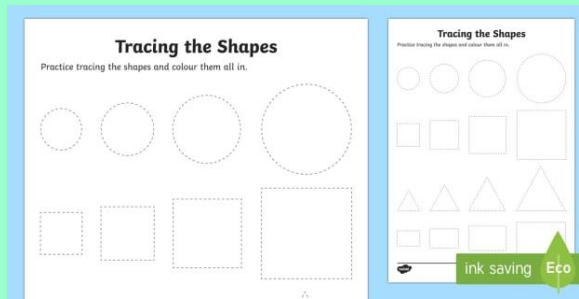 Tracing the Shapes
Practice tracing the shapes and colour them all in.
Tracing the Shapes
Practise tracing the shapes and colour them all in.
ink saving
Eco